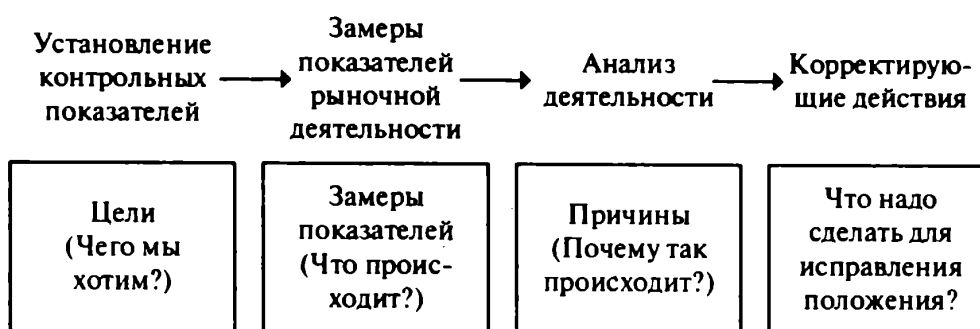 Установление
контрольных
показателей
Замеры
показателей
рыночной
деятельности
Анализ
деятельности
Корректирую-
щие действия
Цели
(Чего мы
хотим?)
Замеры
показателей
(Что проис-
ходит?)
Причины
(Почему так
происходит?)
Что надо
сделать для
исправления
положения?